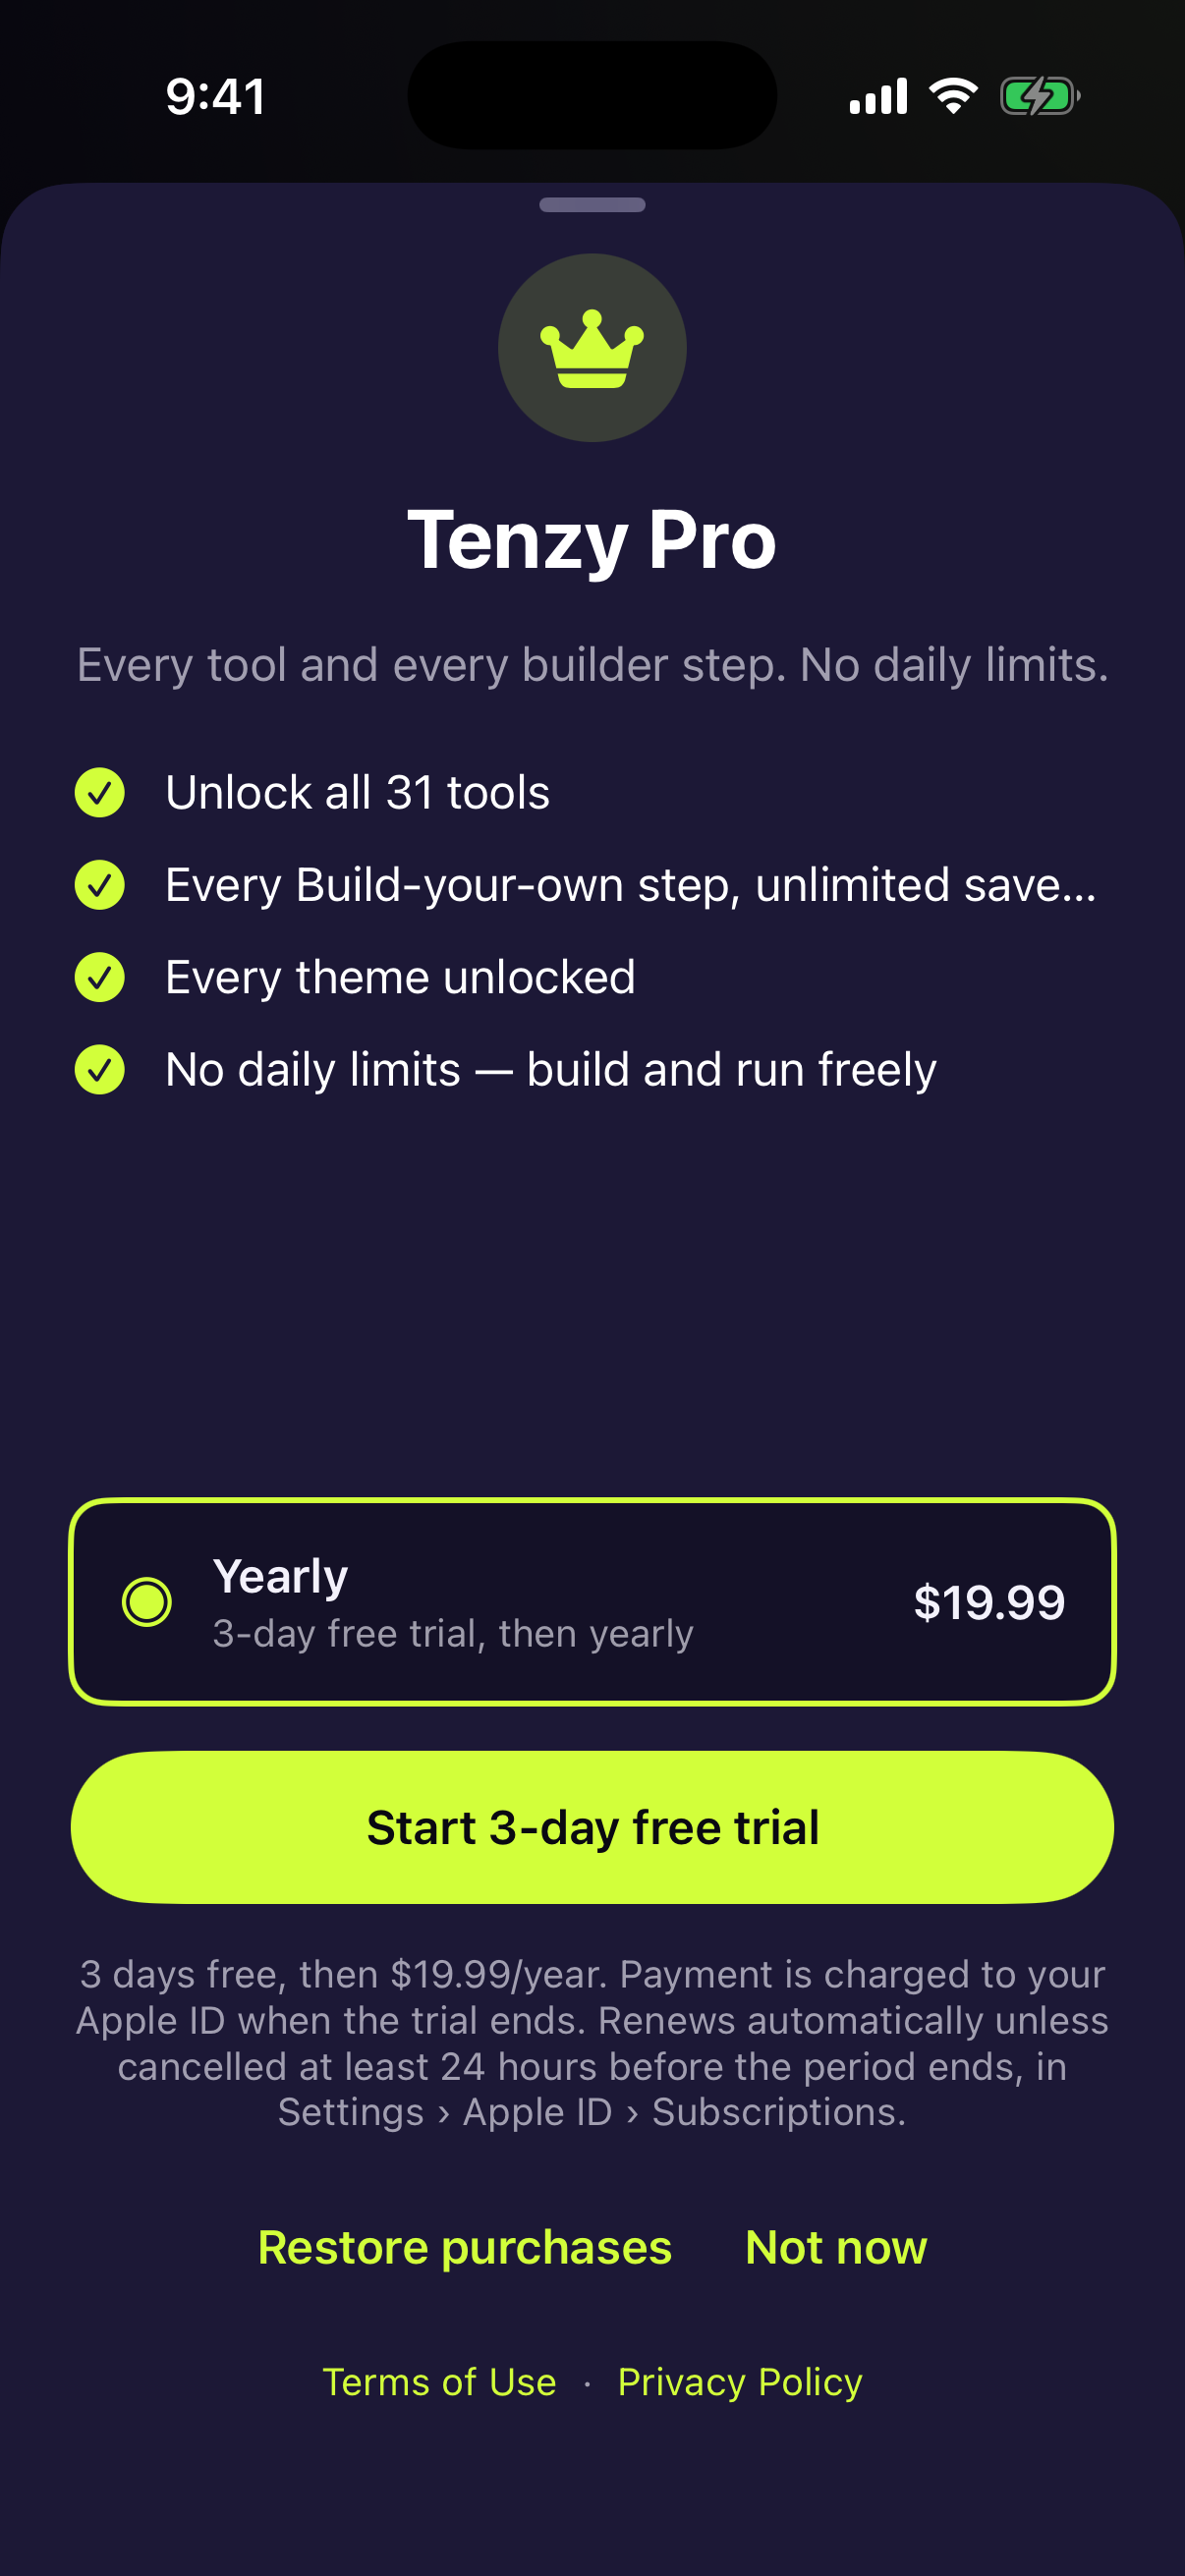 9:41
Tenzy Pro
Every tool and every builder step. No daily limits.
Unlock all 31 tools
Every Build-your-own step, unlimited save...
Every theme unlocked
No daily limits — build and run freely
Yearly
3-day free trial, then yearly
$19.99
Start 3-day free trial
3 days free, then $19.99/year. Payment is charged to your
Apple ID when the trial ends. Renews automatically unless
cancelled at least 24 hours before the period ends, in
Settings › Apple ID › Subscriptions.
Restore purchases Not now
Terms of Use · Privacy Policy